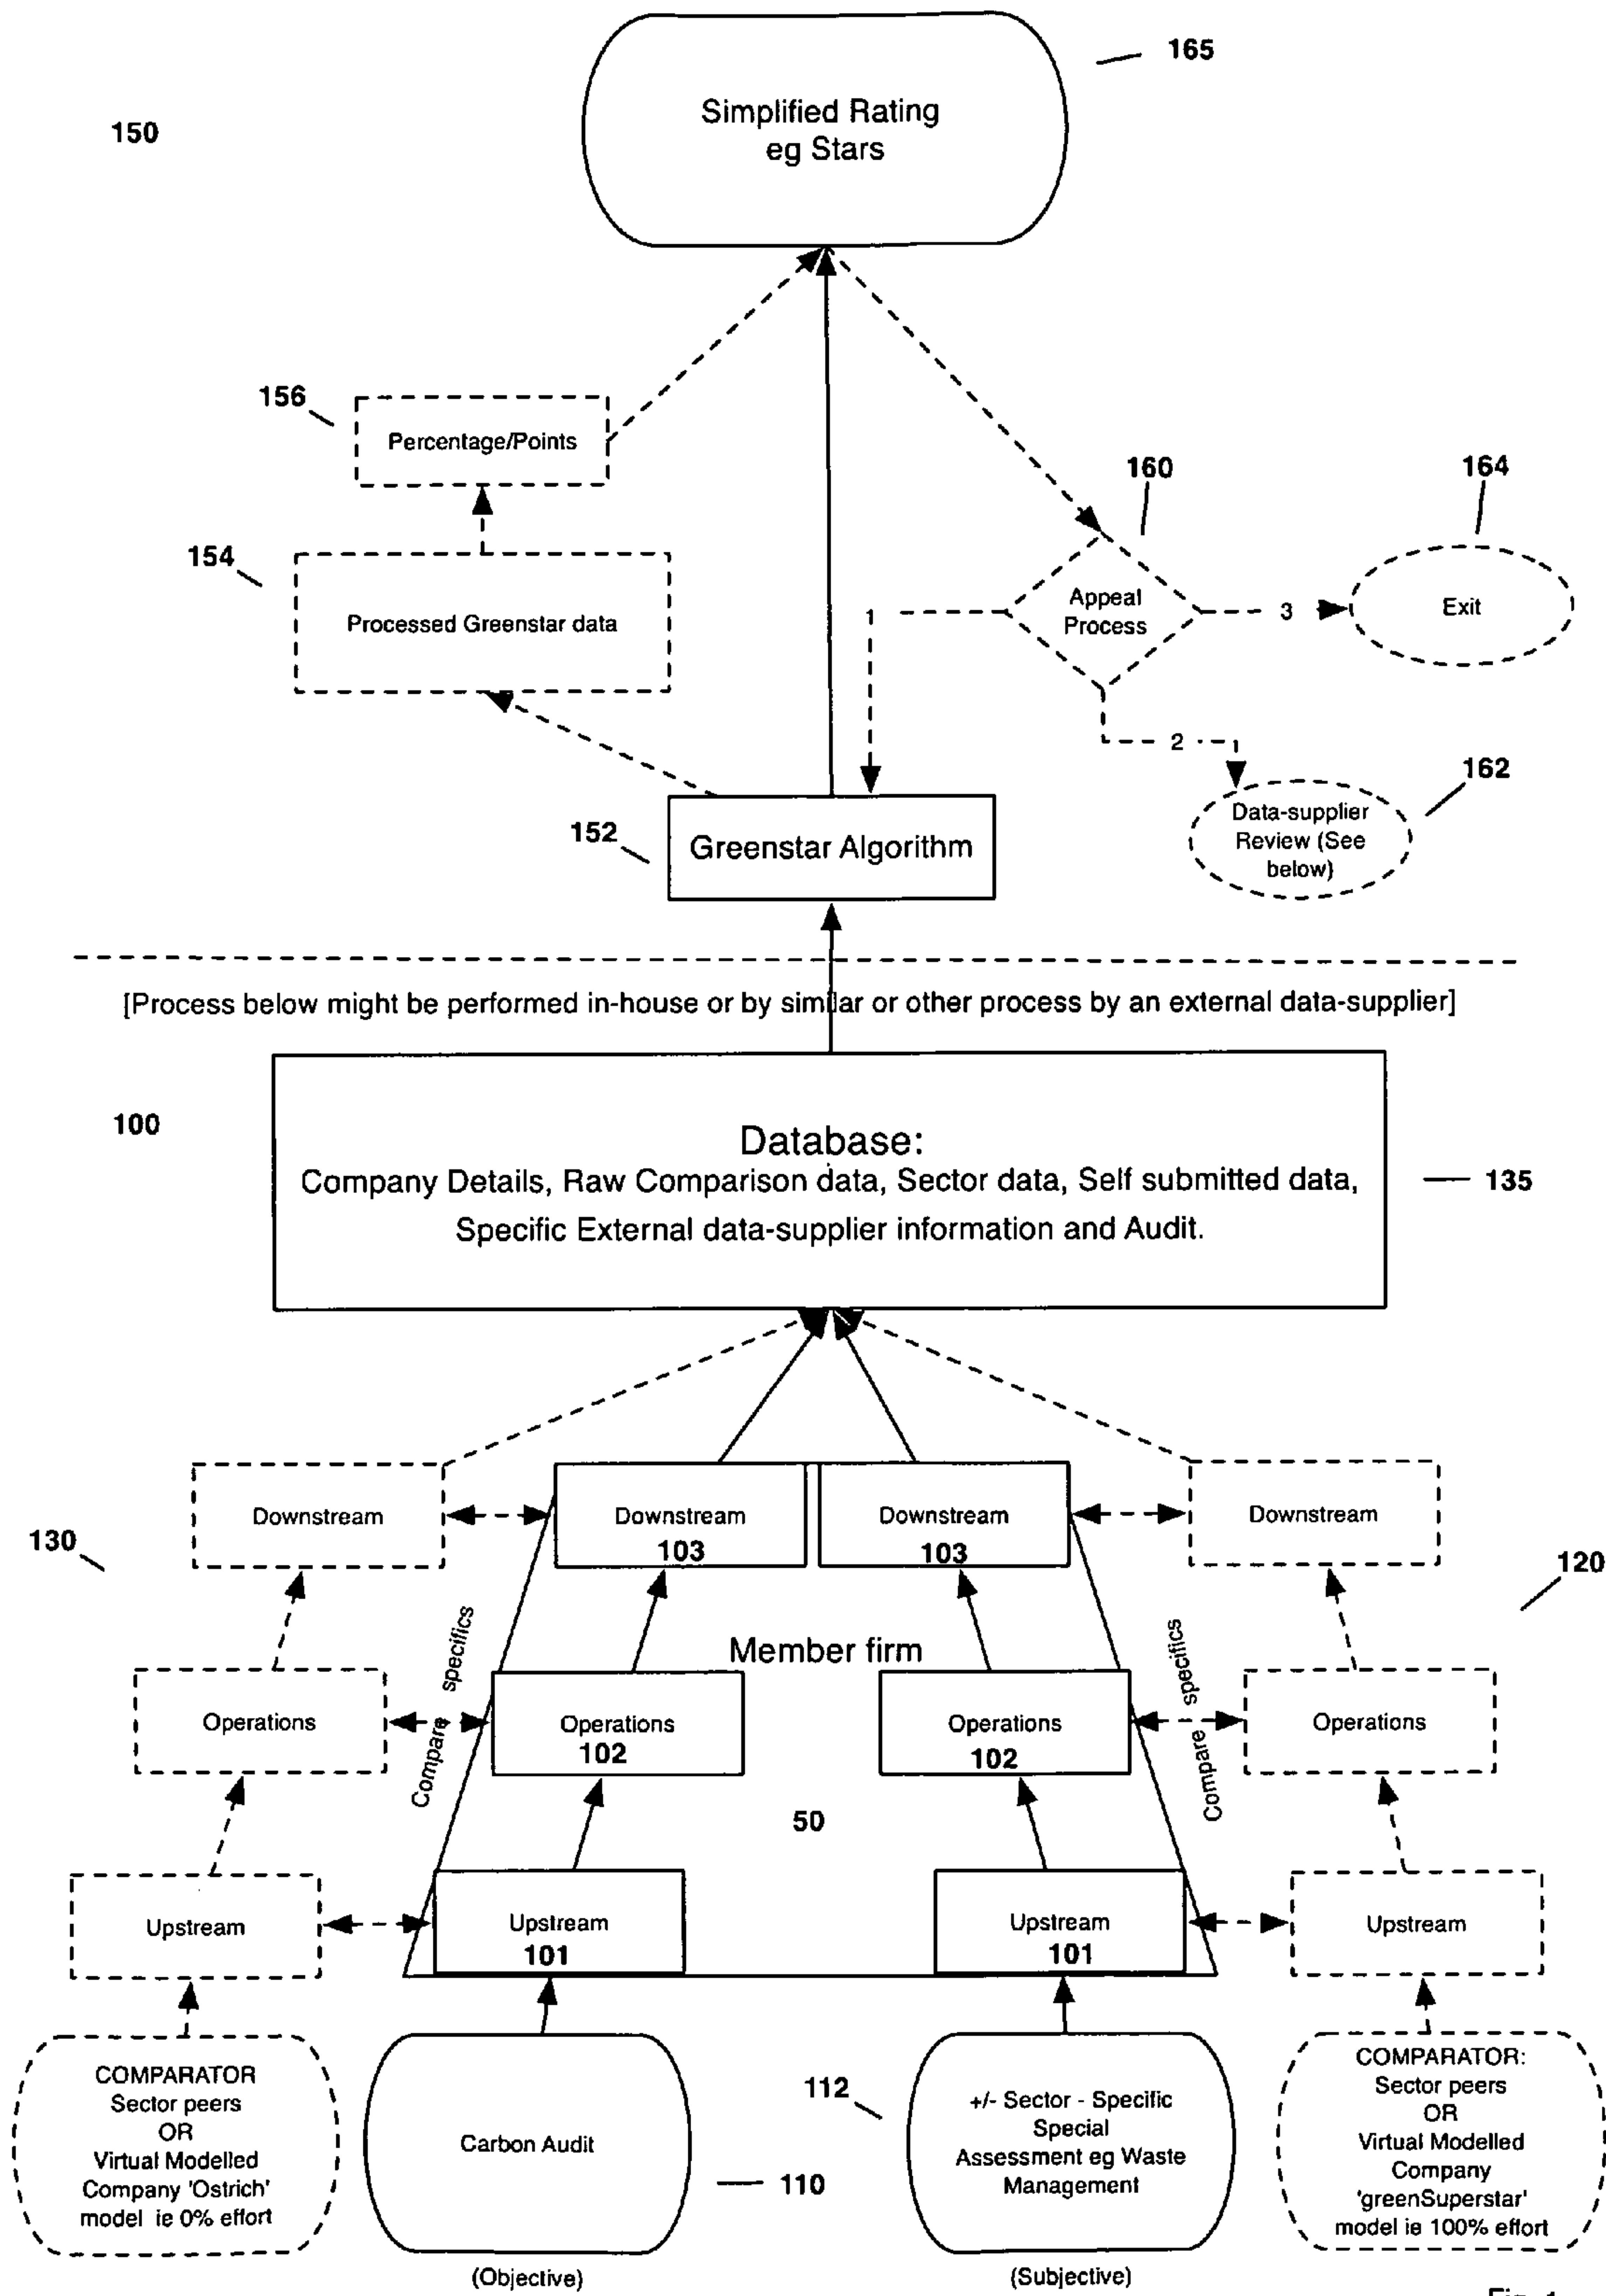 165
Simplified Rating
eg Stars
150
156
Percentage/Points
160
164
154
Processed Greenstar data
Appeal
Process
1
3
Exit
2
162
152
Greenstar Algorithm
Data-supplier
Review (See
below)
[Process below might be performed in-house or by similar or other process by an external data-supplier]
100
Database:
Company Details, Raw Comparison data, Sector data, Self submitted data,
Specific External data-supplier information and Audit.
135
130
Downstream
Downstream
103
Downstream
103
Downstream
120
Compare specifics
Member firm
Compare specifics
Operations
Operations
102
Operations
102
Operations
50
Upstream
Upstream
101
Upstream
101
Upstream
COMPARATOR
Sector peers
OR
Virtual Modelled
Company 'Ostrich'
model ie 0% effort
Carbon Audit
110
(Objective)
112
+/- Sector - Specific
Special
Assessment eg Waste
Management
(Subjective)
COMPARATOR:
Sector peers
OR
Virtual Modelled
Company
'greenSuperstar'
model ie 100% effort